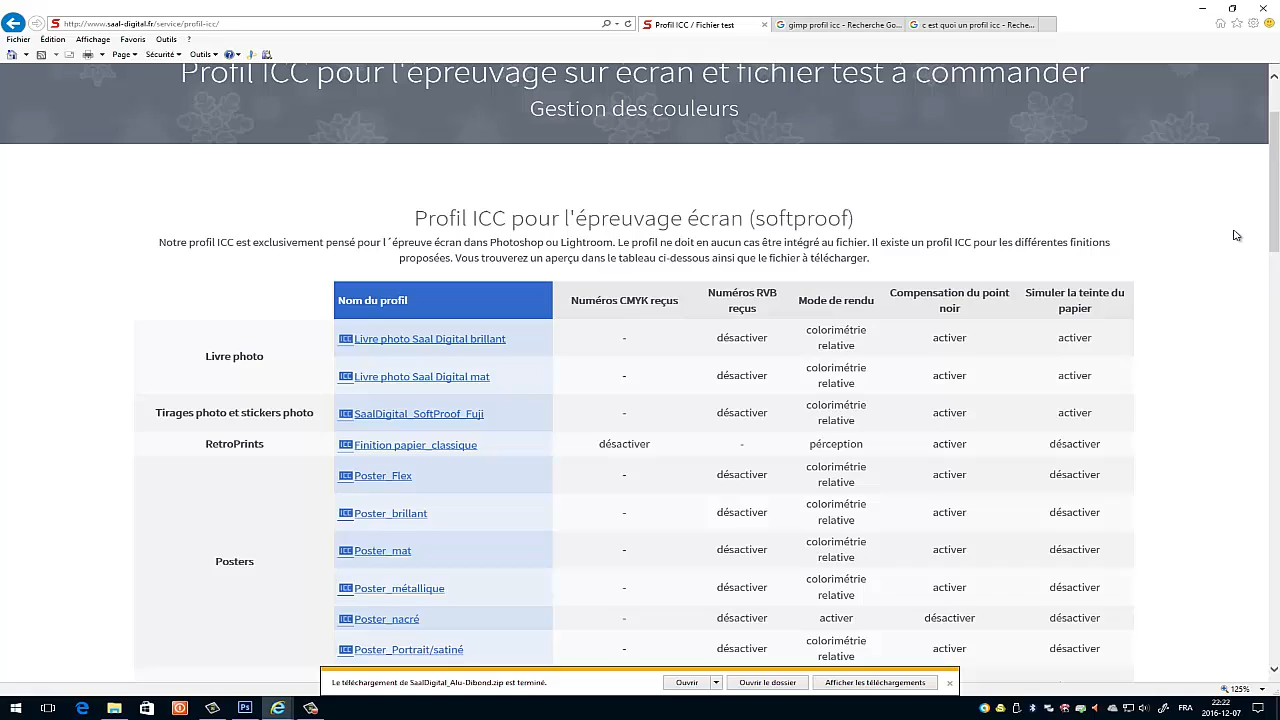 http://www.saal-digital.fr/service/profil-icc/
Profil ICC / Fichier test
gimp profil icc - Recherche Go...
c est quoi un profil icc - Reche...
Fichier Édition Affichage Favoris Outils ?
Page Sécurité Outils
Profil ICC pour l'épreuvage sur écran et fichier test à commander
Gestion des couleurs
Profil ICC pour l'épreuvage écran (softproof)
Notre profil ICC est exclusivement pensé pour l´épreuve écran dans Photoshop ou Lightroom. Le profil ne doit en aucun cas être intégré au fichier. Il existe un profil ICC pour les différentes finitions
proposées. Vous trouverez un aperçu dans le tableau ci-dessous ainsi que le fichier à télécharger.
Nom du profil Numéros CMYK reçus Numéros RVB reçus Mode de rendu Compensation du point noir Simuler la teinte du papier
Livre photo
ICC Livre photo Saal Digital brillant - désactiver colorimétrie relative activer activer
ICC Livre photo Saal Digital mat - désactiver colorimétrie relative activer activer
Tirages photo et stickers photo ICC SaalDigital_SoftProof_Fuji - désactiver colorimétrie relative activer activer
RetroPrints ICC Finition papier_classique désactiver - pérception activer désactiver
Posters
ICC Poster_Flex - désactiver colorimétrie relative activer désactiver
ICC Poster_brillant - désactiver colorimétrie relative activer désactiver
ICC Poster_mat - désactiver colorimétrie relative activer désactiver
ICC Poster_métallique - désactiver colorimétrie relative activer désactiver
ICC Poster_nacré - désactiver activer désactiver désactiver
ICC Poster_Portrait/satiné - désactiver colorimétrie relative activer désactiver
Le téléchargement de SaalDigital_Alu-Dibond.zip est terminé. Ouvrir Ouvrir le dossier Afficher les téléchargements
125%
FRA
22:22
2016-12-07